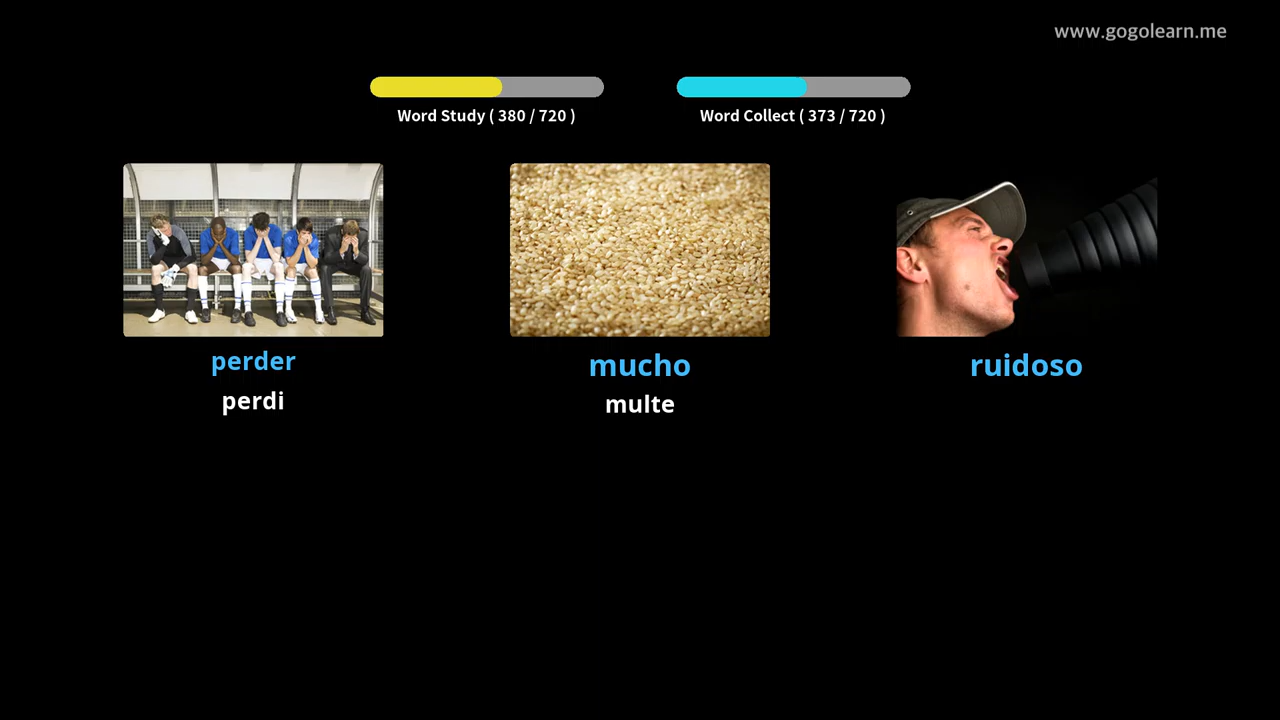 www.gogolearn.me
Word Study ( 380 / 720 )
Word Collect ( 373 / 720 )
perder
perdi
mucho
multe
ruidoso